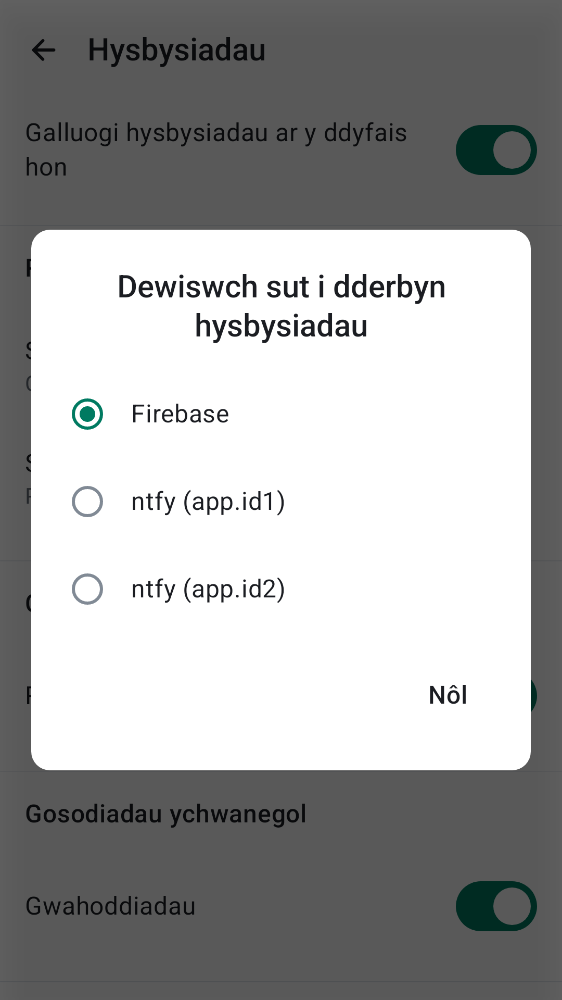 Hysbysiadau
Galluogi hysbysiadau ar y ddyfais
hon
Dewiswch sut i dderbyn
hysbysiadau
Firebase
ntfy (app.id1)
ntfy (app.id2)
Nôl
Gosodiadau ychwanegol
Gwahoddiadau